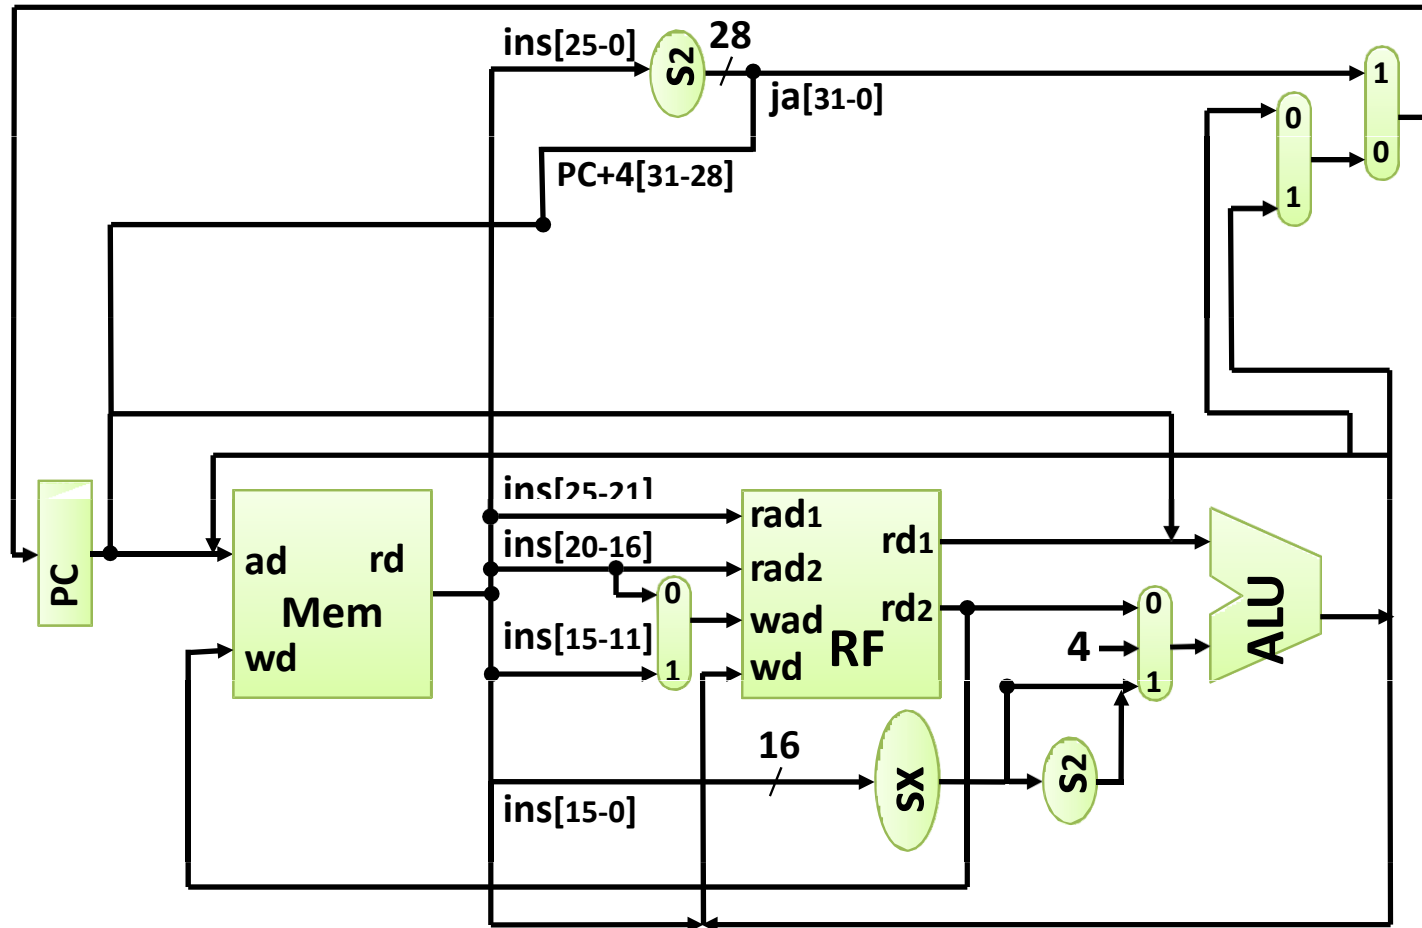 ins[25-0]
S2
28
ja[31-0]
PC+4[31-28]
1
0
0
1
ins[25-21]
ins[20-16]
ins[15-11]
0
1
PC
ad
rd
Mem
wd
rad1
rad2
wad
wd
RF
rd1
rd2
0
4
1
ALU
16
ins[15-0]
SX
S2